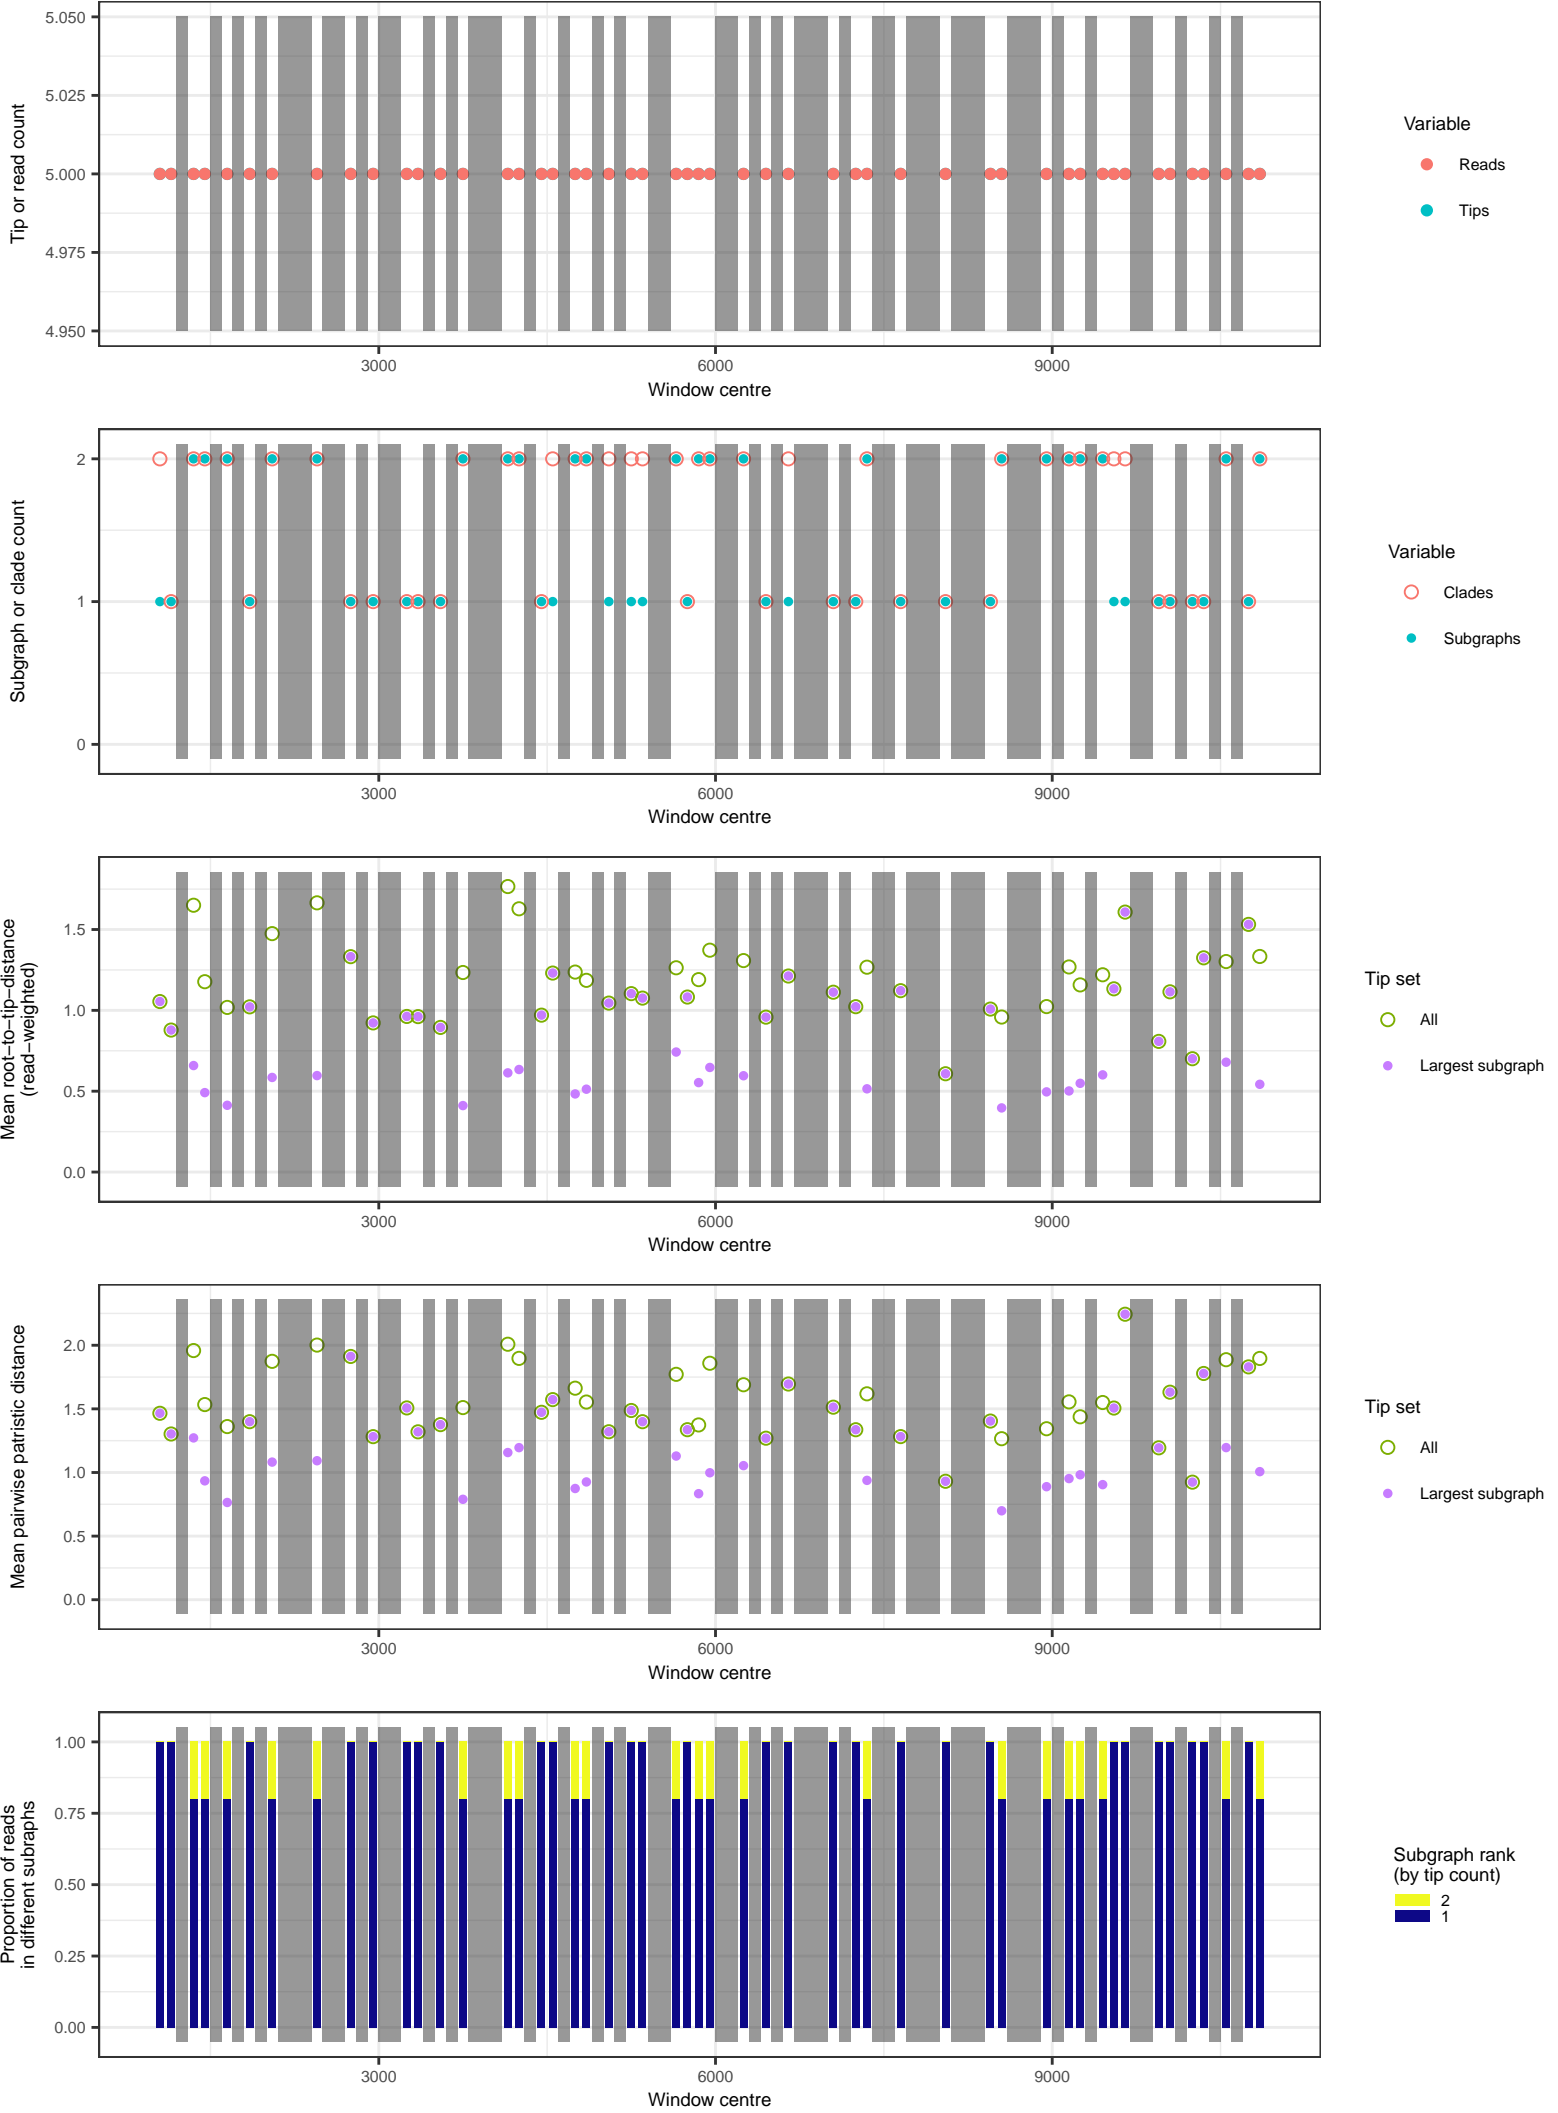 5.050
5.025
5.000
4.975
4.950
Tip or read count
3000
6000
9000
Window centre
Variable
Reads
Tips
2
1
0
Subgraph or clade count
3000
6000
9000
Window centre
Variable
Clades
Subgraphs
1.5
1.0
0.5
0.0
Mean root−to−tip−distance
(read−weighted)
3000
6000
9000
Window centre
Tip set
All
Largest subgraph
2.0
1.5
1.0
0.5
0.0
Mean pairwise patristic distance
3000
6000
9000
Window centre
Tip set
All
Largest subgraph
1.00
0.75
0.50
0.25
0.00
Proportion of reads
in different subraphs
3000
6000
9000
Window centre
Subgraph rank
(by tip count)
2
1